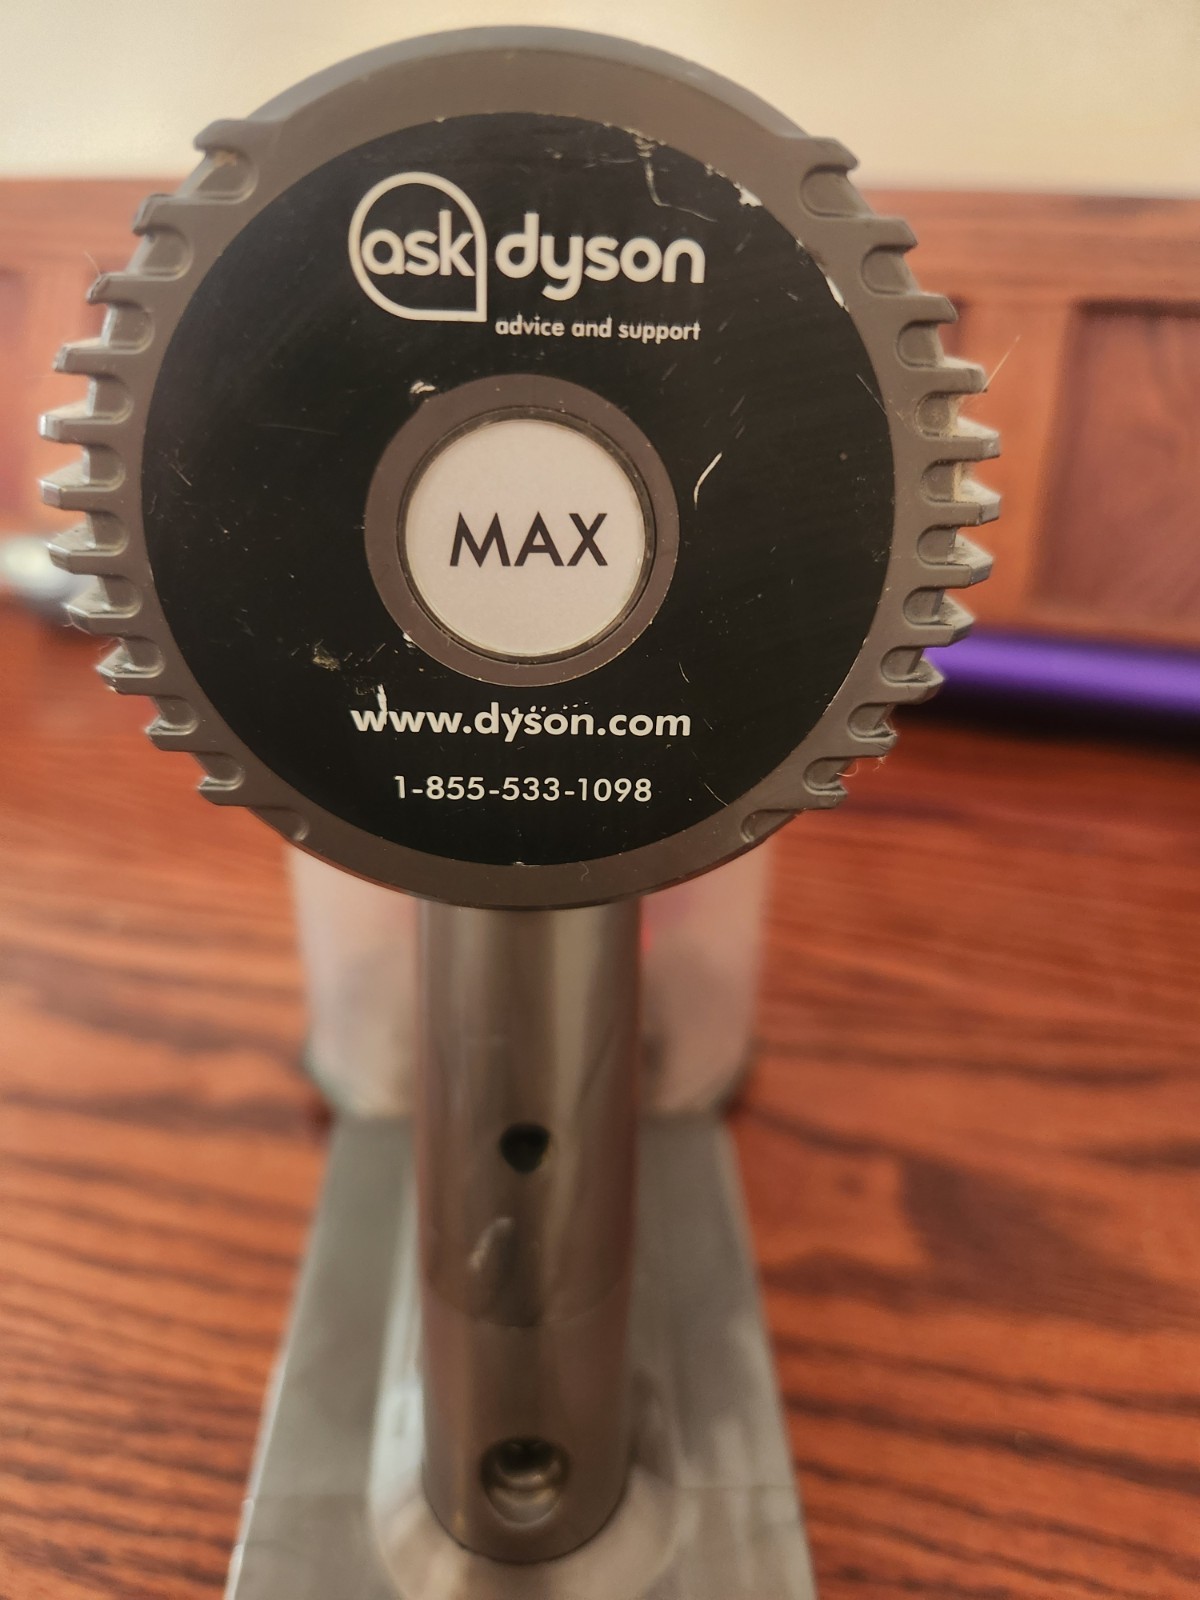 ask dyson
advice and support
MAX
www.dyson.com
1-855-533-1098